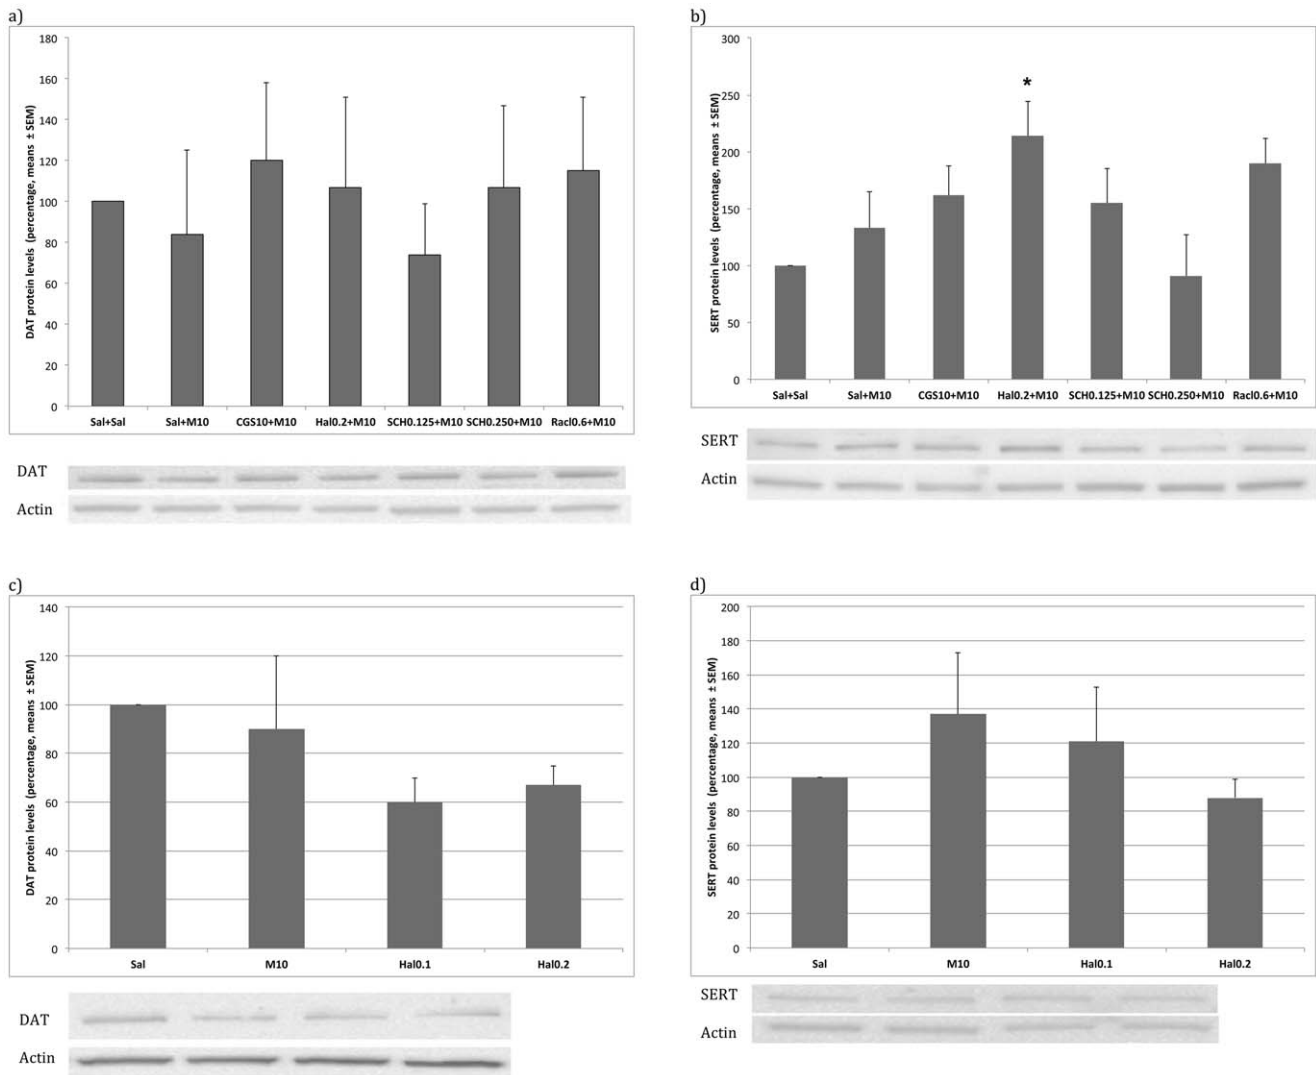 a)
DAT protein levels (percentage, means ± SEM)
180
160
140
120
100
80
60
40
20
0
Sal+Sal Sal+M10 CGS10+M10 Hal0.2+M10 SCH0.125+M10 SCH0.250+M10 Racl0.6+M10
DAT
Actin
b)
SERT protein levels (percentage, means ± SEM)
300
250
200
150
100
50
0
*
Sal+Sal Sal+M10 CGS10+M10 Hal0.2+M10 SCH0.125+M10 SCH0.250+M10 Racl0.6+M10
SERT
Actin
c)
DAT protein levels (percentage, means ± SEM)
140
120
100
80
60
40
20
0
Sal M10 Hal0.1 Hal0.2
DAT
Actin
d)
SERT protein levels (percentage, means ± SEM)
200
180
160
140
120
100
80
60
40
20
0
Sal M10 Hal0.1 Hal0.2
SERT
Actin